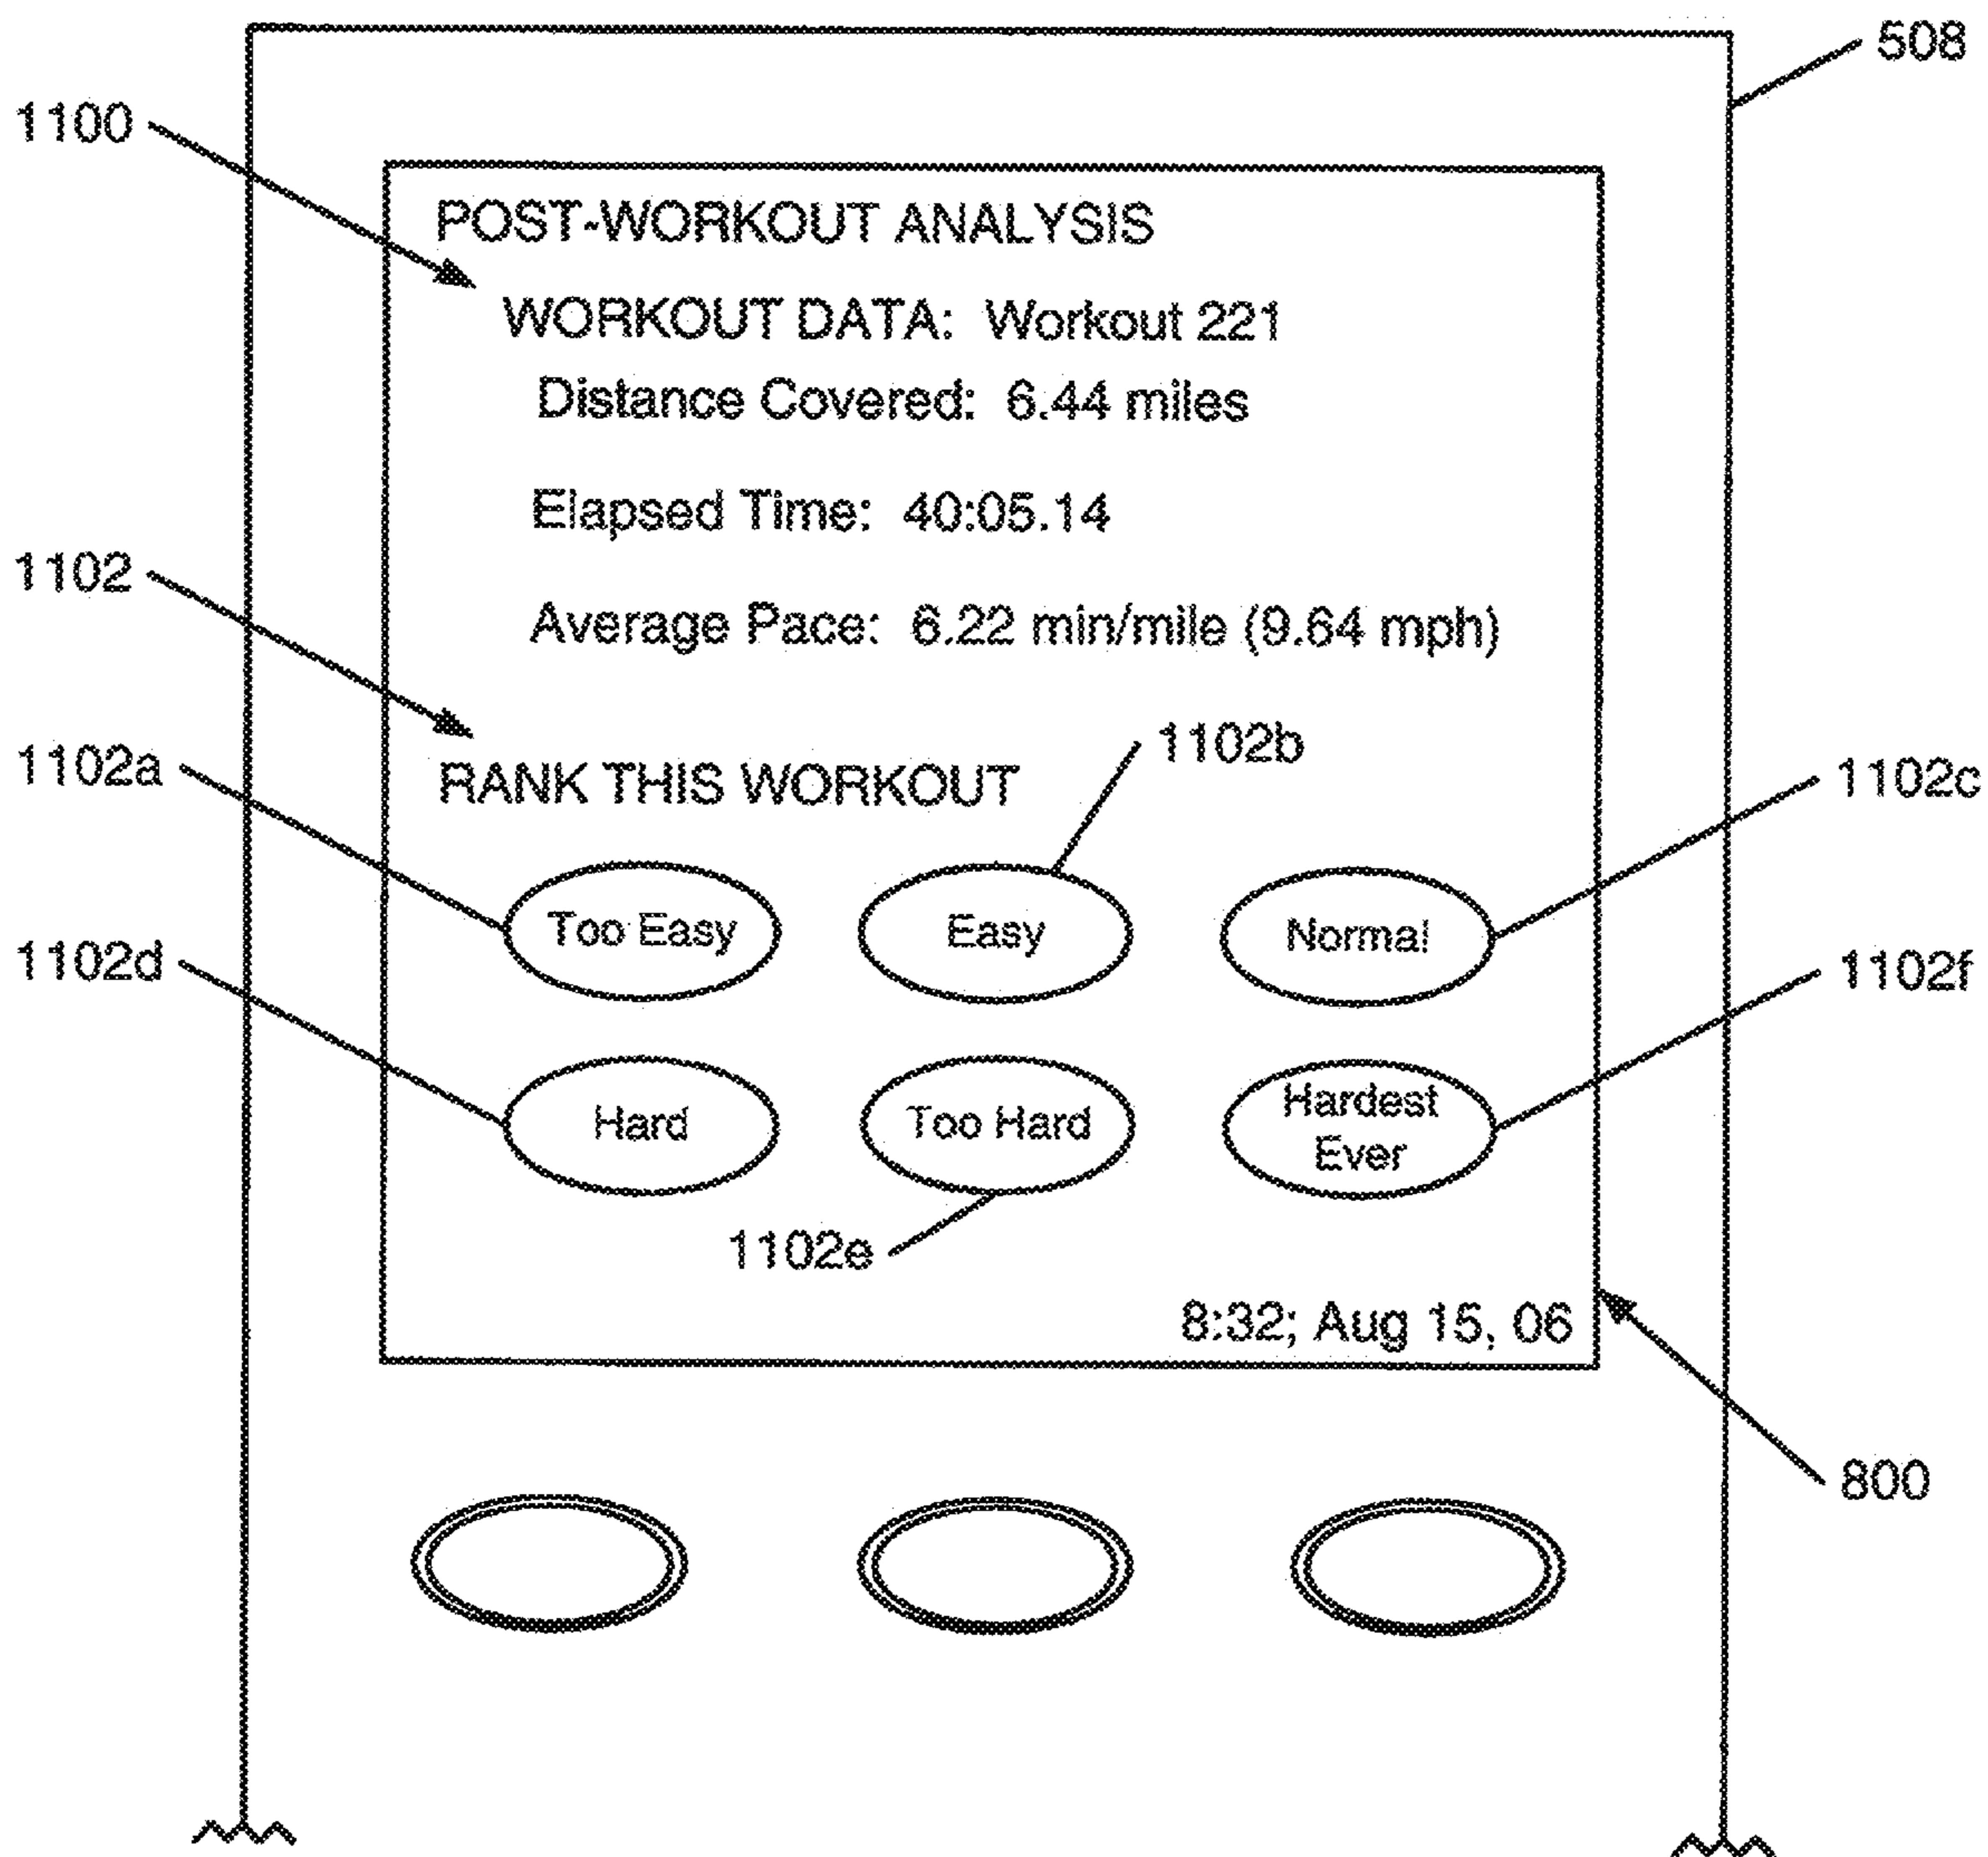 508
1100
POST-WORKOUT ANALYSIS
WORKOUT DATA: Workout 221
Distance Covered: 6.44 miles
Elapsed Time: 40:05.14
1102
Average Pace: 6.22 min/mile (9.64 mph)
1102b
1102a
RANK THIS WORKOUT
1102c
Too Easy
Easy
Normal
1102d
1102f
Hard
Too Hard
Hardest
Ever
1102e
8:32; Aug 15, 06
800